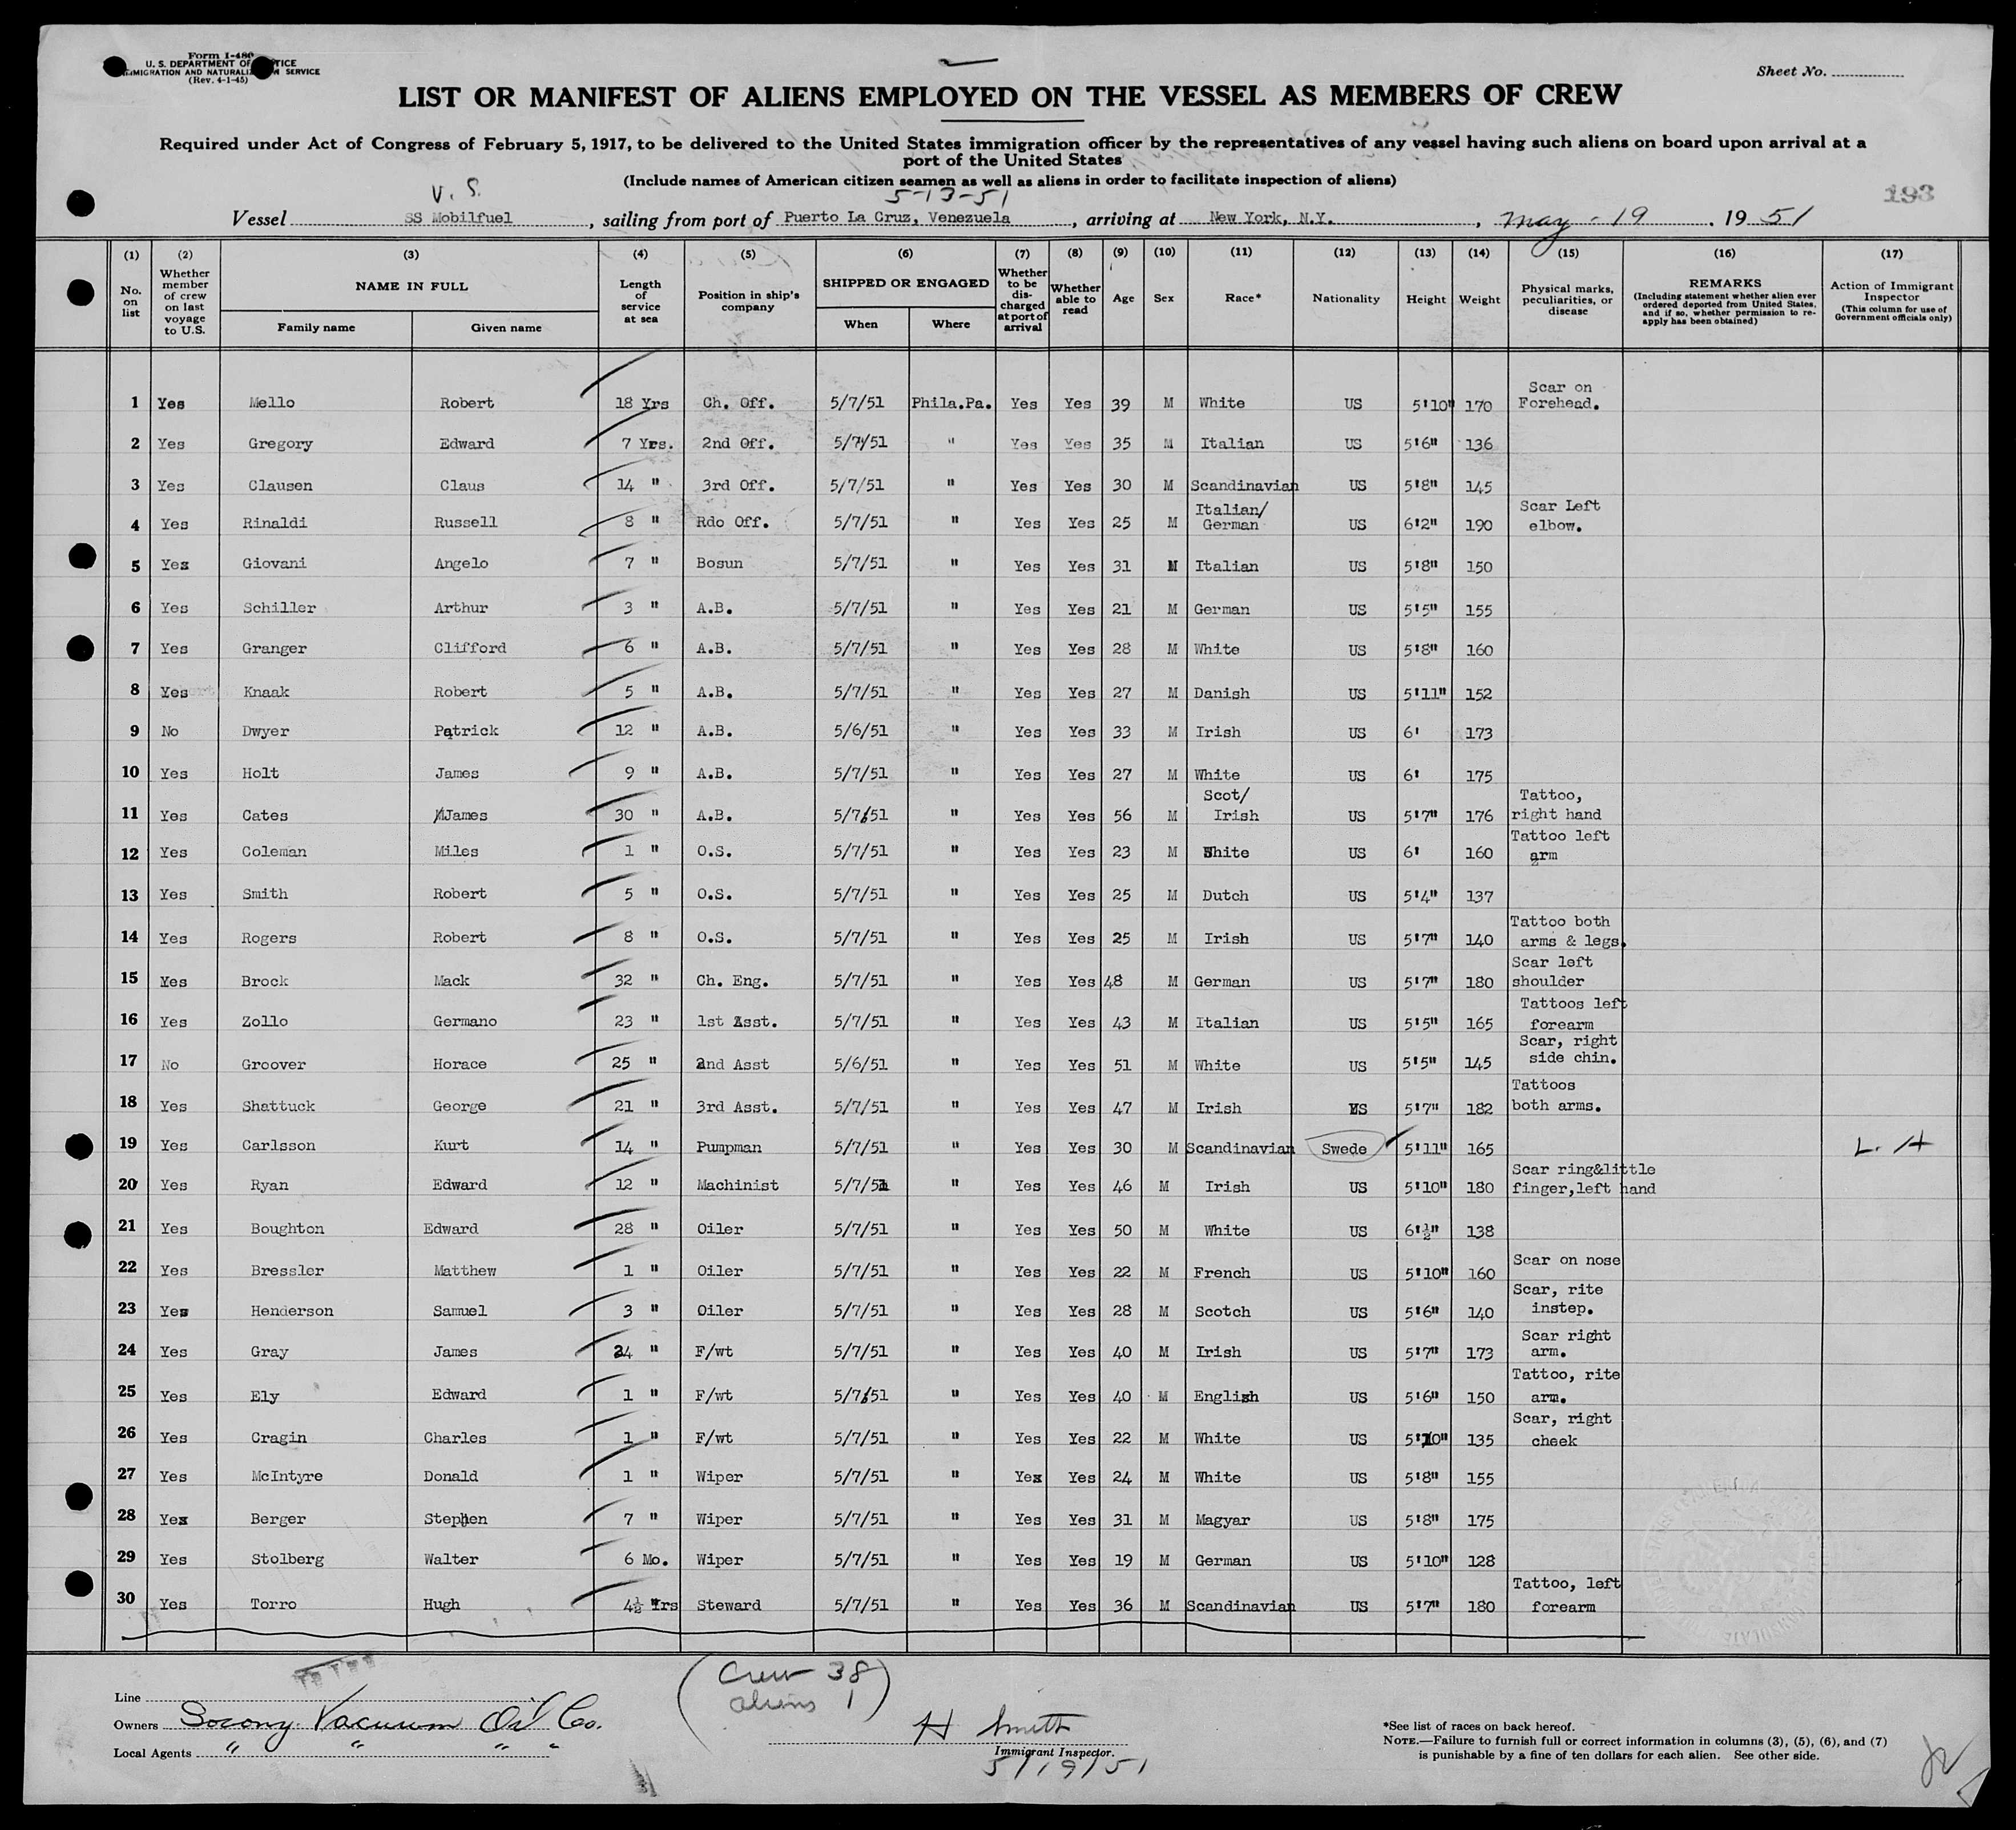 Form I-480
U. S. DEPARTMENT OF JUSTICE
IMMIGRATION AND NATURALIZATION SERVICE
(Rev. 4-1-45)
Sheet No.
LIST OR MANIFEST OF ALIENS EMPLOYED ON THE VESSEL AS MEMBERS OF CREW
Required under Act of Congress of February 5, 1917, to be delivered to the United States immigration officer by the representatives of any vessel having such aliens on board upon arrival at a
port of the United States
(Include names of American citizen seamen as well as aliens in order to facilitate inspection of aliens)
193
V. S. 5-13-51
Vessel SS Mobilfuel, sailing from port of Puerto La Cruz, Venezuela, arriving at New York, N.Y., May - 19, 1951
(1) No. on list (2) Whether member of crew on last voyage to U.S. (3) NAME IN FULL Family name Given name (4) Length of service at sea (5) Position in ship's company (6) SHIPPED OR ENGAGED When Where (7) Whether to be discharged at port of arrival (8) Whether able to read (9) Age (10) Sex (11) Race* (12) Nationality (13) Height (14) Weight (15) Physical marks, peculiarities, or disease (16) REMARKS (Including statement whether alien ever ordered deported from United States, and if so, whether permission to re-apply has been obtained) (17) Action of Immigrant Inspector (This column for use of Government officials only)
1 Yes Mello Robert 18 Yrs Ch. Off. 5/7/51 Phila.Pa. Yes Yes 39 M White US 5'10" 170 Scar on Forehead.
2 Yes Gregory Edward 7 Yrs. 2nd Off. 5/7/51 " Yes Yes 35 M Italian US 5'6" 136
3 Yes Clausen Claus 14 " 3rd Off. 5/7/51 " Yes Yes 30 M Scandinavian US 5'8" 145
4 Yes Rinaldi Russell 8 " Rdo Off. 5/7/51 " Yes Yes 25 M Italian/ German US 6'2" 190 Scar Left elbow.
5 Yes Giovani Angelo 7 " Bosun 5/7/51 " Yes Yes 31 M Italian US 5'8" 150
6 Yes Schiller Arthur 3 " A.B. 5/7/51 " Yes Yes 21 M German US 5'5" 155
7 Yes Granger Clifford 6 " A.B. 5/7/51 " Yes Yes 28 M White US 5'8" 160
8 Yes Knaak Robert 5 " A.B. 5/7/51 " Yes Yes 27 M Danish US 5'11" 152
9 No Dwyer Patrick 12 " A.B. 5/6/51 " Yes Yes 33 M Irish US 6' 173
10 Yes Holt James 9 " A.B. 5/7/51 " Yes Yes 27 M White US 6' 175
11 Yes Cates James 30 " A.B. 5/7/51 " Yes Yes 56 M Scot/ Irish US 5'7" 176 Tattoo, right hand
12 Yes Coleman Miles 1 " O.S. 5/7/51 " Yes Yes 23 M White US 6' 160 Tattoo left arm
13 Yes Smith Robert 5 " O.S. 5/7/51 " Yes Yes 25 M Dutch US 5'4" 137
14 Yes Rogers Robert 8 " O.S. 5/7/51 " Yes Yes 25 M Irish US 5'7" 140 Tattoo both arms & legs.
15 Yes Brock Mack 32 " Ch. Eng. 5/7/51 " Yes Yes 48 M German US 5'7" 180 Scar left shoulder
16 Yes Zollo Germano 23 " 1st Asst. 5/7/51 " Yes Yes 43 M Italian US 5'5" 165 Tattoos left forearm
17 No Groover Horace 25 " 2nd Asst 5/6/51 " Yes Yes 51 M White US 5'5" 145 Scar, right side chin.
18 Yes Shattuck George 21 " 3rd Asst. 5/7/51 " Yes Yes 47 M Irish US 5'7" 182 Tattoos both arms.
19 Yes Carlsson Kurt 14 " Pumpman 5/7/51 " Yes Yes 30 M Scandinavian Swede 5'11" 165 L. H
20 Yes Ryan Edward 12 " Machinist 5/7/51 " Yes Yes 46 M Irish US 5'10" 180 Scar ring&little finger,left hand
21 Yes Boughton Edward 28 " Oiler 5/7/51 " Yes Yes 50 M White US 6'½" 138
22 Yes Bressler Matthew 1 " Oiler 5/7/51 " Yes Yes 22 M French US 5'10" 160 Scar on nose
23 Yes Henderson Samuel 3 " Oiler 5/7/51 " Yes Yes 28 M Scotch US 5'6" 140 Scar, rite instep.
24 Yes Gray James 24 " F/wt 5/7/51 " Yes Yes 40 M Irish US 5'7" 173 Scar right arm.
25 Yes Ely Edward 1 " F/wt 5/7/51 " Yes Yes 40 M English US 5'6" 150 Tattoo, rite arm.
26 Yes Cragin Charles 1 " F/wt 5/7/51 " Yes Yes 22 M White US 5'10" 135 Scar, right cheek
27 Yes McIntyre Donald 1 " Wiper 5/7/51 " Yes Yes 24 M White US 5'8" 155
28 Yes Berger Stephen 7 " Wiper 5/7/51 " Yes Yes 31 M Magyar US 5'8" 175
29 Yes Stolberg Walter 6 Mo. Wiper 5/7/51 " Yes Yes 19 M German US 5'10" 128
30 Yes Torro Hugh 4½ Yrs Steward 5/7/51 " Yes Yes 36 M Scandinavian US 5'7" 180 Tattoo, left forearm
(Crew 38
aliens 1)
Line
Owners Socony Vacuum Oil Co.
Local Agents " " " "
H Smith
Immigrant Inspector.
5/19/51
*See list of races on back hereof.
NOTE.—Failure to furnish full or correct information in columns (3), (5), (6), and (7)
is punishable by a fine of ten dollars for each alien. See other side.